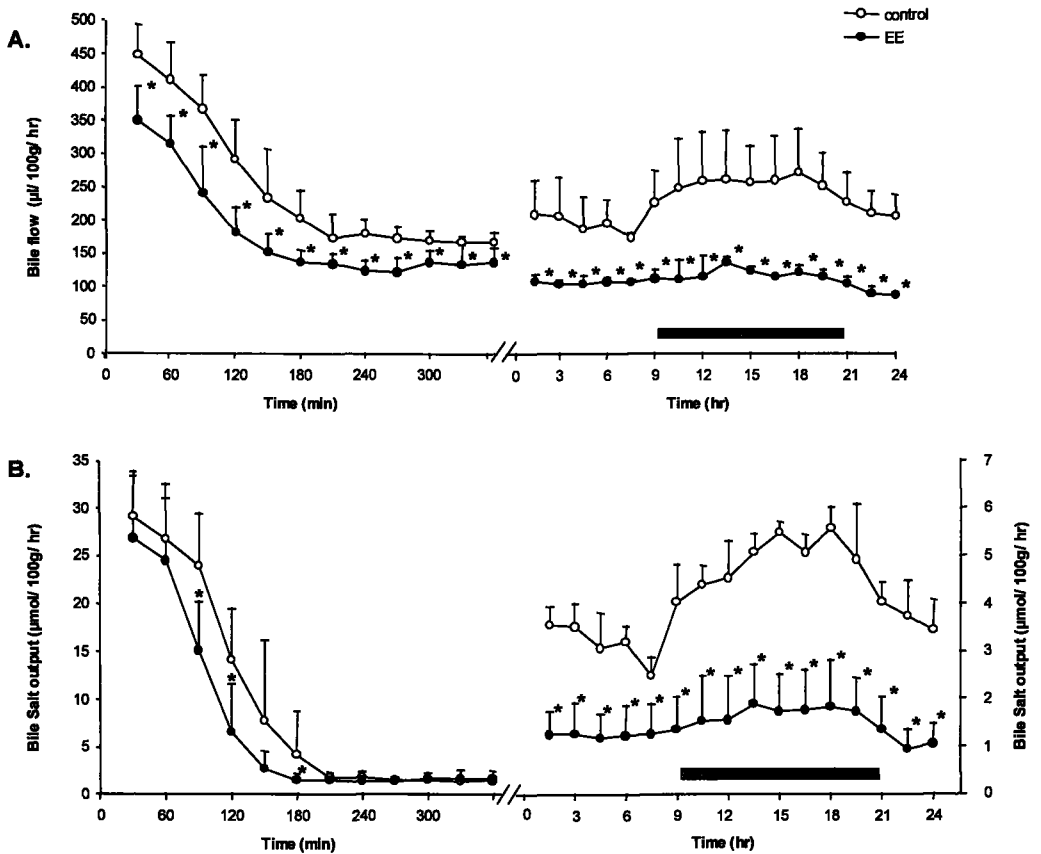 control
EE
A.
500
450
400
350
300
250
200
150
100
50
0
Bile flow (µl/ 100g/ hr)
* * * * * * * * * * * *
* * * * * * * * * * * * * * * *
0 60 120 180 240 300
Time (min)
0 3 6 9 12 15 18 21 24
Time (hr)
B.
35
30
25
20
15
10
5
0
Bile Salt output (µmol/ 100g/ hr)
* * *
* * * * * * * * * * * * * * * *
7
6
5
4
3
2
1
0
Bile Salt output (µmol/ 100g/ hr)
0 60 120 180 240 300
Time (min)
0 3 6 9 12 15 18 21 24
Time (hr)